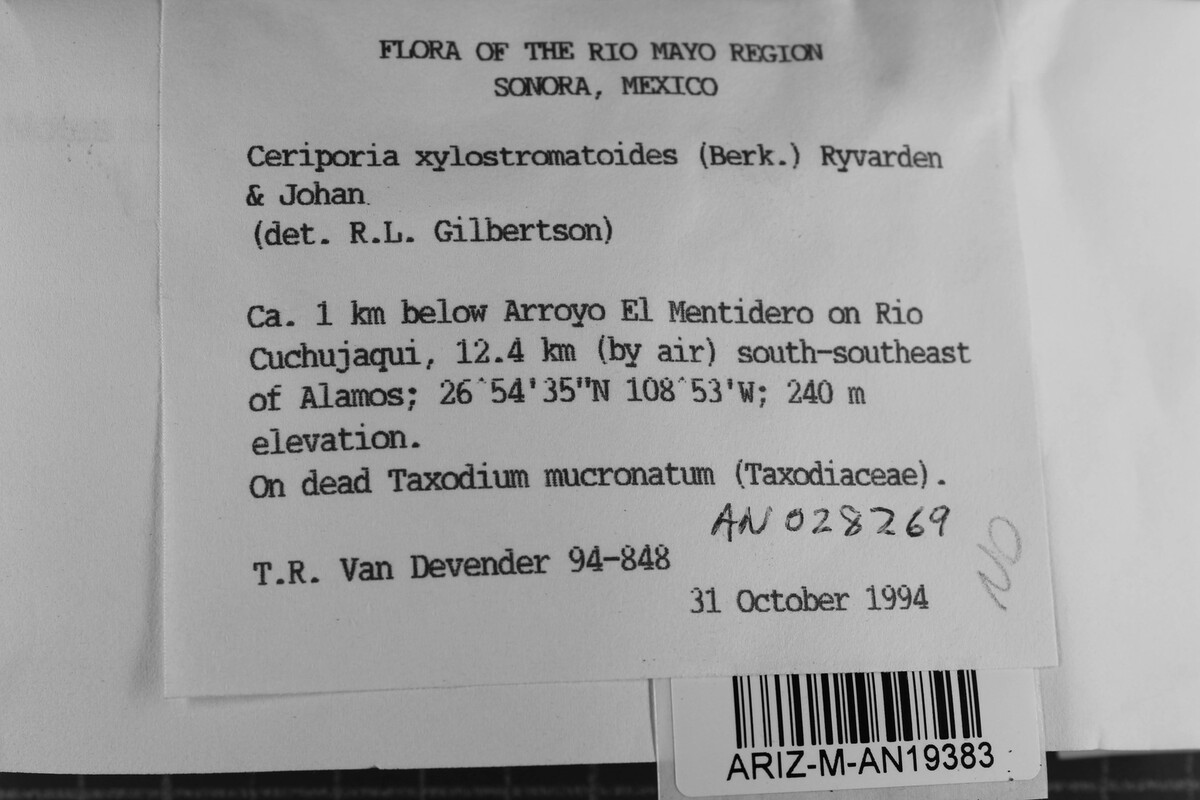 FLORA OF THE RIO MAYO REGION
SONORA, MEXICO
Ceriporia xylostromatoides (Berk.) Ryvarden
& Johan.
(det. R.L. Gilbertson)
Ca. 1 km below Arroyo El Mentidero on Rio
Cuchujaqui, 12.4 km (by air) south-southeast
of Alamos; 26^54'35"N 108^53'W; 240 m
elevation.
On dead Taxodium mucronatum (Taxodiaceae).
AN 028269
NO
T.R. Van Devender 94-848
31 October 1994
ARIZ-M-AN19383